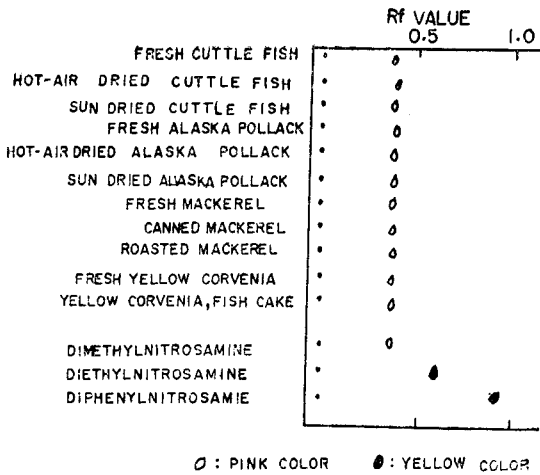 Rf VALUE
0.5 1.0
FRESH CUTTLE FISH
HOT-AIR DRIED CUTTLE FISH
SUN DRIED CUTTLE FISH
FRESH ALASKA POLLACK
HOT-AIR DRIED ALASKA POLLACK
SUN DRIED ALASKA POLLACK
FRESH MACKEREL
CANNED MACKEREL
ROASTED MACKEREL
FRESH YELLOW CORVENIA
YELLOW CORVENIA, FISH CAKE
DIMETHYLNITROSAMINE
DIETHYLNITROSAMINE
DIPHENYLNITROSAMIE
: PINK COLOR : YELLOW COLOR